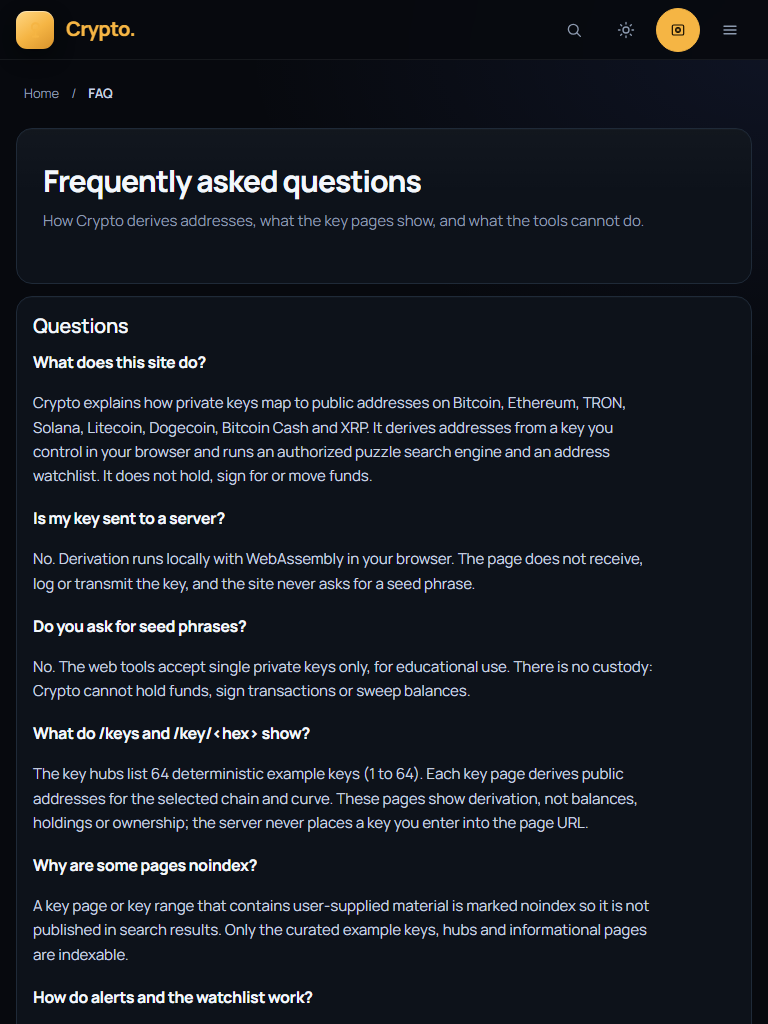 Crypto.
Home / FAQ
Frequently asked questions
How Crypto derives addresses, what the key pages show, and what the tools cannot do.
Questions
What does this site do?
Crypto explains how private keys map to public addresses on Bitcoin, Ethereum, TRON,
Solana, Litecoin, Dogecoin, Bitcoin Cash and XRP. It derives addresses from a key you
control in your browser and runs an authorized puzzle search engine and an address
watchlist. It does not hold, sign for or move funds.
Is my key sent to a server?
No. Derivation runs locally with WebAssembly in your browser. The page does not receive,
log or transmit the key, and the site never asks for a seed phrase.
Do you ask for seed phrases?
No. The web tools accept single private keys only, for educational use. There is no custody:
Crypto cannot hold funds, sign transactions or sweep balances.
What do /keys and /key/<hex> show?
The key hubs list 64 deterministic example keys (1 to 64). Each key page derives public
addresses for the selected chain and curve. These pages show derivation, not balances,
holdings or ownership; the server never places a key you enter into the page URL.
Why are some pages noindex?
A key page or key range that contains user-supplied material is marked noindex so it is not
published in search results. Only the curated example keys, hubs and informational pages
are indexable.
How do alerts and the watchlist work?